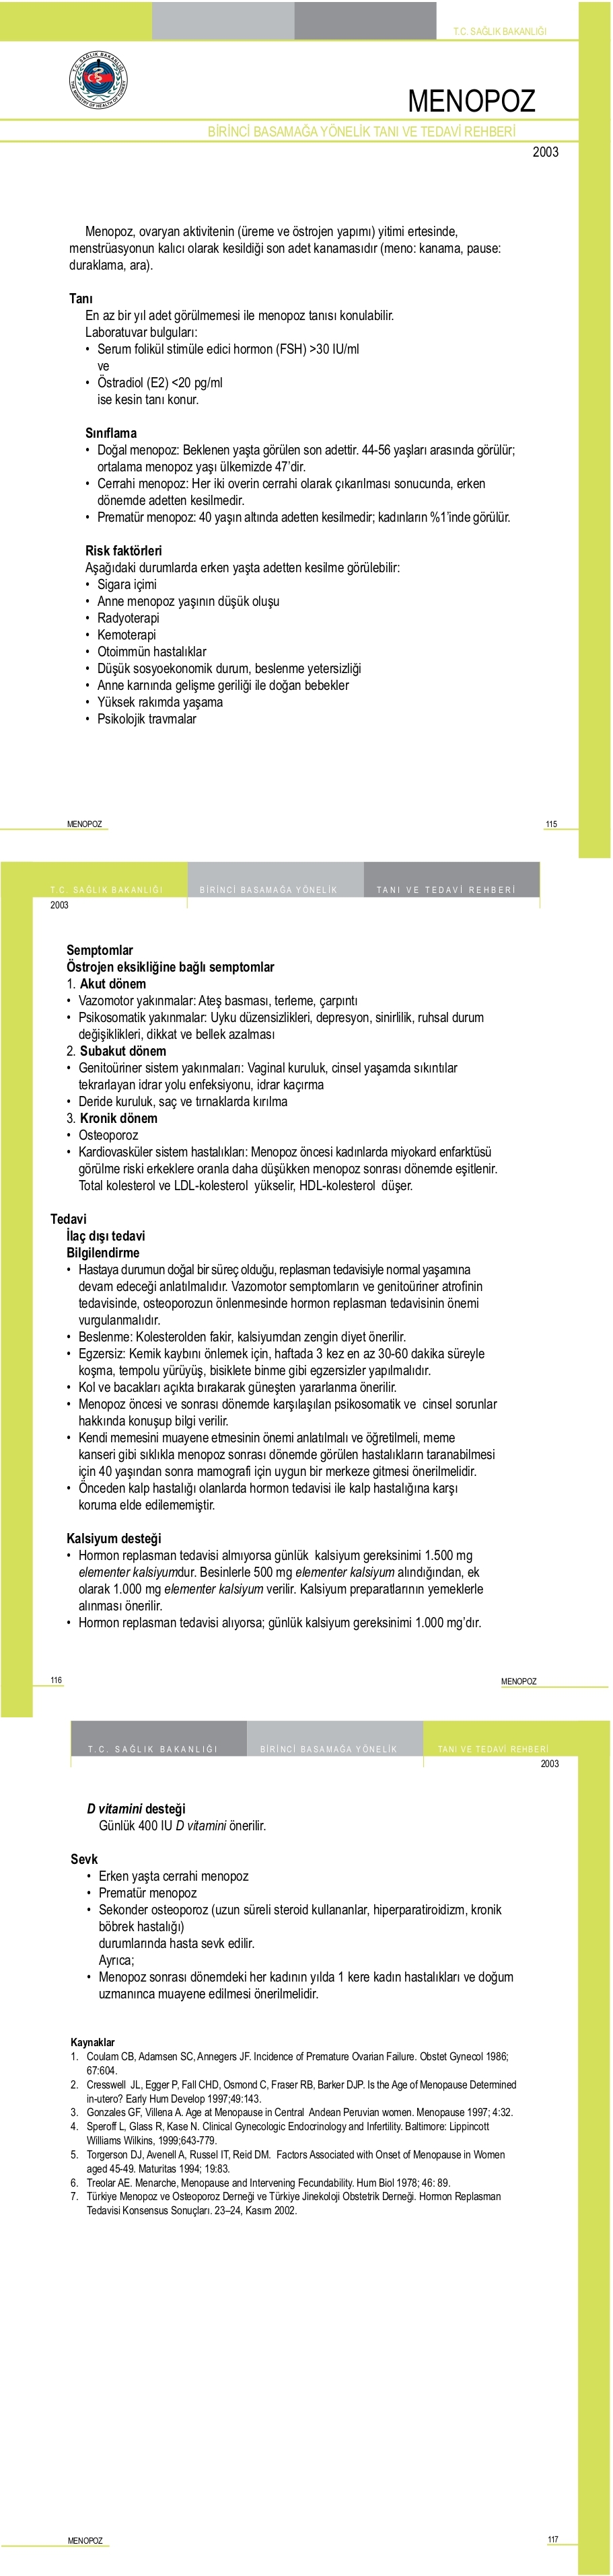 T.C. SAĞLIK BAKANLIĞI
T.C. SAĞLIK BAKANLIĞI
THE MINISTRY OF HEALTH OF TURKEY
MENOPOZ
BİRİNCİ BASAMAĞA YÖNELİK TANI VE TEDAVİ REHBERİ
2003
Menopoz, ovaryan aktivitenin (üreme ve östrojen yapımı) yitimi ertesinde,
menstrüasyonun kalıcı olarak kesildiği son adet kanamasıdır (meno: kanama, pause:
duraklama, ara).
Tanı
En az bir yıl adet görülmemesi ile menopoz tanısı konulabilir.
Laboratuvar bulguları:
• Serum folikül stimüle edici hormon (FSH) >30 IU/ml
ve
• Östradiol (E2) <20 pg/ml
ise kesin tanı konur.
Sınıflama
• Doğal menopoz: Beklenen yaşta görülen son adettir. 44-56 yaşları arasında görülür;
ortalama menopoz yaşı ülkemizde 47’dir.
• Cerrahi menopoz: Her iki overin cerrahi olarak çıkarılması sonucunda, erken
dönemde adetten kesilmedir.
• Prematür menopoz: 40 yaşın altında adetten kesilmedir; kadınların %1’inde görülür.
Risk faktörleri
Aşağıdaki durumlarda erken yaşta adetten kesilme görülebilir:
• Sigara içimi
• Anne menopoz yaşının düşük oluşu
• Radyoterapi
• Kemoterapi
• Otoimmün hastalıklar
• Düşük sosyoekonomik durum, beslenme yetersizliği
• Anne karnında gelişme geriliği ile doğan bebekler
• Yüksek rakımda yaşama
• Psikolojik travmalar
MENOPOZ 115
T.C. SAĞLIK BAKANLIĞI BİRİNCİ BASAMAĞA YÖNELİK TANI VE TEDAVİ REHBERİ
2003
Semptomlar
Östrojen eksikliğine bağlı semptomlar
1. Akut dönem
• Vazomotor yakınmalar: Ateş basması, terleme, çarpıntı
• Psikosomatik yakınmalar: Uyku düzensizlikleri, depresyon, sinirlilik, ruhsal durum
değişiklikleri, dikkat ve bellek azalması
2. Subakut dönem
• Genitoüriner sistem yakınmaları: Vaginal kuruluk, cinsel yaşamda sıkıntılar
tekrarlayan idrar yolu enfeksiyonu, idrar kaçırma
• Deride kuruluk, saç ve tırnaklarda kırılma
3. Kronik dönem
• Osteoporoz
• Kardiovasküler sistem hastalıkları: Menopoz öncesi kadınlarda miyokard enfarktüsü
görülme riski erkeklere oranla daha düşükken menopoz sonrası dönemde eşitlenir.
Total kolesterol ve LDL-kolesterol yükselir, HDL-kolesterol düşer.
Tedavi
İlaç dışı tedavi
Bilgilendirme
• Hastaya durumun doğal bir süreç olduğu, replasman tedavisiyle normal yaşamına
devam edeceği anlatılmalıdır. Vazomotor semptomların ve genitoüriner atrofinin
tedavisinde, osteoporozun önlenmesinde hormon replasman tedavisinin önemi
vurgulanmalıdır.
• Beslenme: Kolesterolden fakir, kalsiyumdan zengin diyet önerilir.
• Egzersiz: Kemik kaybını önlemek için, haftada 3 kez en az 30-60 dakika süreyle
koşma, tempolu yürüyüş, bisiklete binme gibi egzersizler yapılmalıdır.
• Kol ve bacakları açıkta bırakarak güneşten yararlanma önerilir.
• Menopoz öncesi ve sonrası dönemde karşılaşılan psikosomatik ve cinsel sorunlar
hakkında konuşup bilgi verilir.
• Kendi memesini muayene etmesinin önemi anlatılmalı ve öğretilmeli, meme
kanseri gibi sıklıkla menopoz sonrası dönemde görülen hastalıkların taranabilmesi
için 40 yaşından sonra mamografi için uygun bir merkeze gitmesi önerilmelidir.
• Önceden kalp hastalığı olanlarda hormon tedavisi ile kalp hastalığına karşı
koruma elde edilememiştir.
Kalsiyum desteği
• Hormon replasman tedavisi almıyorsa günlük kalsiyum gereksinimi 1.500 mg
elementer kalsiyumdur. Besinlerle 500 mg elementer kalsiyum alındığından, ek
olarak 1.000 mg elementer kalsiyum verilir. Kalsiyum preparatlarının yemeklerle
alınması önerilir.
• Hormon replasman tedavisi alıyorsa; günlük kalsiyum gereksinimi 1.000 mg’dır.
116 MENOPOZ
T.C. SAĞLIK BAKANLIĞI BİRİNCİ BASAMAĞA YÖNELİK TANI VE TEDAVİ REHBERİ
2003
D vitamini desteği
Günlük 400 IU D vitamini önerilir.
Sevk
• Erken yaşta cerrahi menopoz
• Prematür menopoz
• Sekonder osteoporoz (uzun süreli steroid kullananlar, hiperparatiroidizm, kronik
böbrek hastalığı)
durumlarında hasta sevk edilir.
Ayrıca;
• Menopoz sonrası dönemdeki her kadının yılda 1 kere kadın hastalıkları ve doğum
uzmanınca muayene edilmesi önerilmelidir.
Kaynaklar
1. Coulam CB, Adamsen SC, Annegers JF. Incidence of Premature Ovarian Failure. Obstet Gynecol 1986;
67:604.
2. Cresswell JL, Egger P, Fall CHD, Osmond C, Fraser RB, Barker DJP. Is the Age of Menopause Determined
in-utero? Early Hum Develop 1997;49:143.
3. Gonzales GF, Villena A. Age at Menopause in Central Andean Peruvian women. Menopause 1997; 4:32.
4. Speroff L, Glass R, Kase N. Clinical Gynecologic Endocrinology and Infertility. Baltimore: Lippincott
Williams Wilkins, 1999;643-779.
5. Torgerson DJ, Avenell A, Russel IT, Reid DM. Factors Associated with Onset of Menopause in Women
aged 45-49. Maturitas 1994; 19:83.
6. Treolar AE. Menarche, Menopause and Intervening Fecundability. Hum Biol 1978; 46: 89.
7. Türkiye Menopoz ve Osteoporoz Derneği ve Türkiye Jinekoloji Obstetrik Derneği. Hormon Replasman
Tedavisi Konsensus Sonuçları. 23–24, Kasım 2002.
MENOPOZ 117